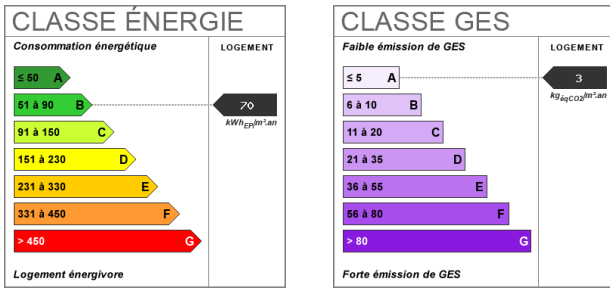 CLASSE ÉNERGIE
Consommation énergétique
LOGEMENT
≤ 50 A
51 à 90 B
70
kWhEP/m².an
91 à 150 C
151 à 230 D
231 à 330 E
331 à 450 F
> 450 G
Logement énergivore
CLASSE GES
Faible émission de GES
LOGEMENT
≤ 5 A
3
kgéqCO2/m².an
6 à 10 B
11 à 20 C
21 à 35 D
36 à 55 E
56 à 80 F
> 80 G
Forte émission de GES